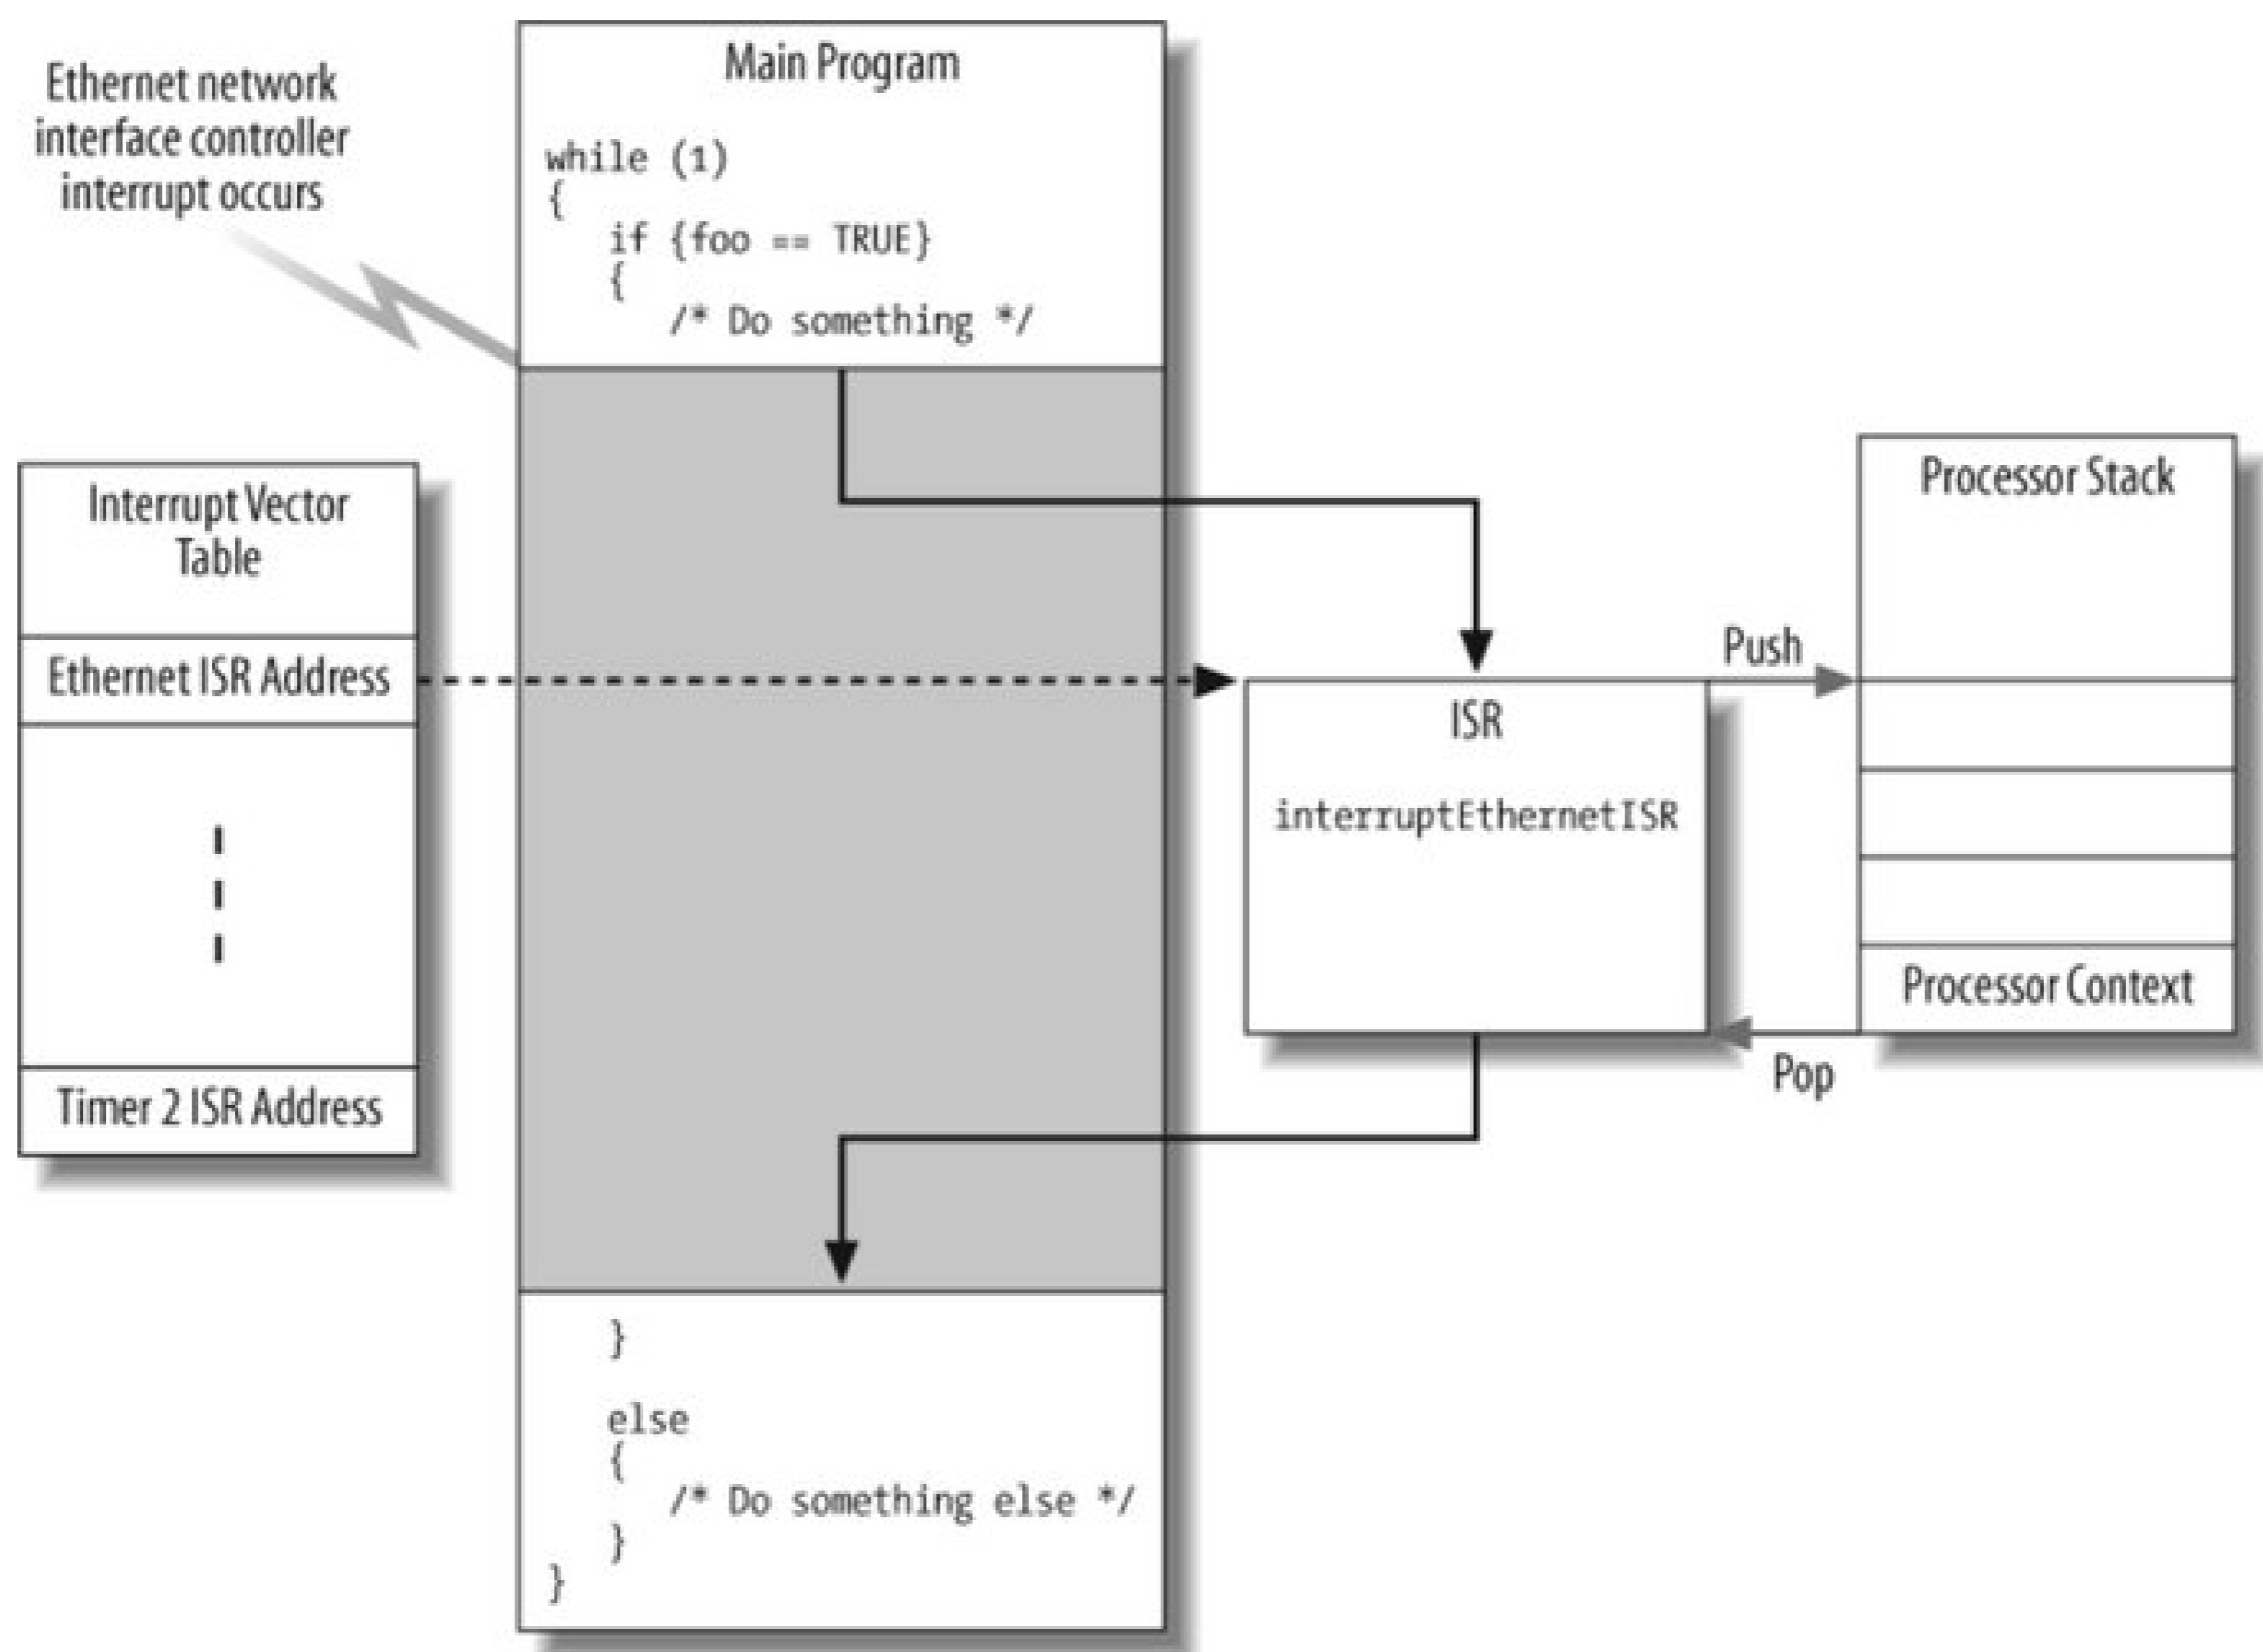 Ethernet network
interface controller
interrupt occurs
Main Program
while (1)
{
if {foo == TRUE}
{
/* Do something */
Interrupt Vector
Table
Ethernet ISR Address
Timer 2 ISR Address
ISR
interruptEthernetISR
Push
Pop
Processor Stack
Processor Context
}
else
{
/* Do something else */
}
}